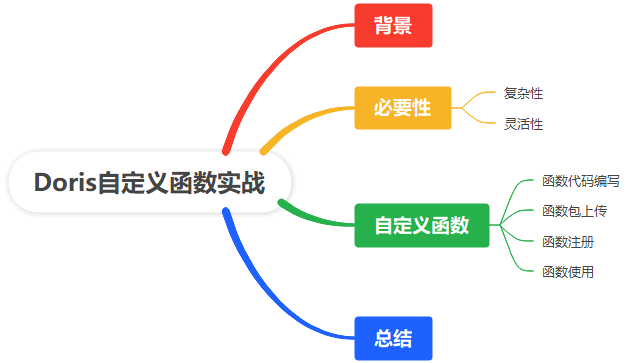 Doris自定义函数实战
背景
必要性
复杂性
灵活性
自定义函数
函数代码编写
函数包上传
函数注册
函数使用
总结